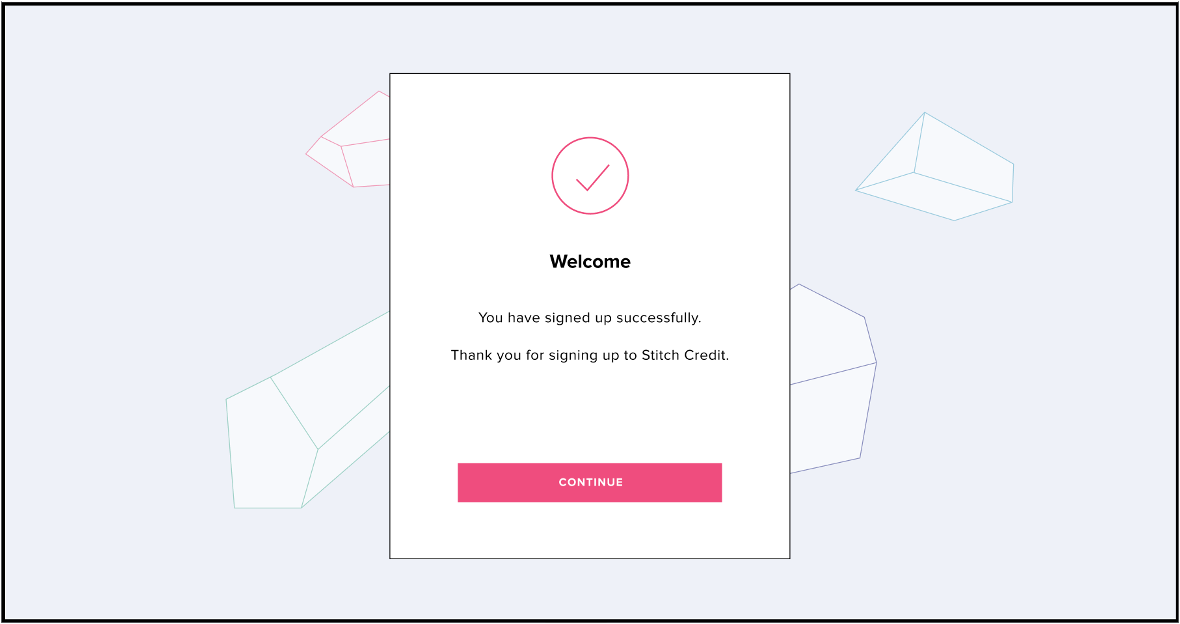 Welcome
You have signed up successfully.
Thank you for signing up to Stitch Credit.
CONTINUE